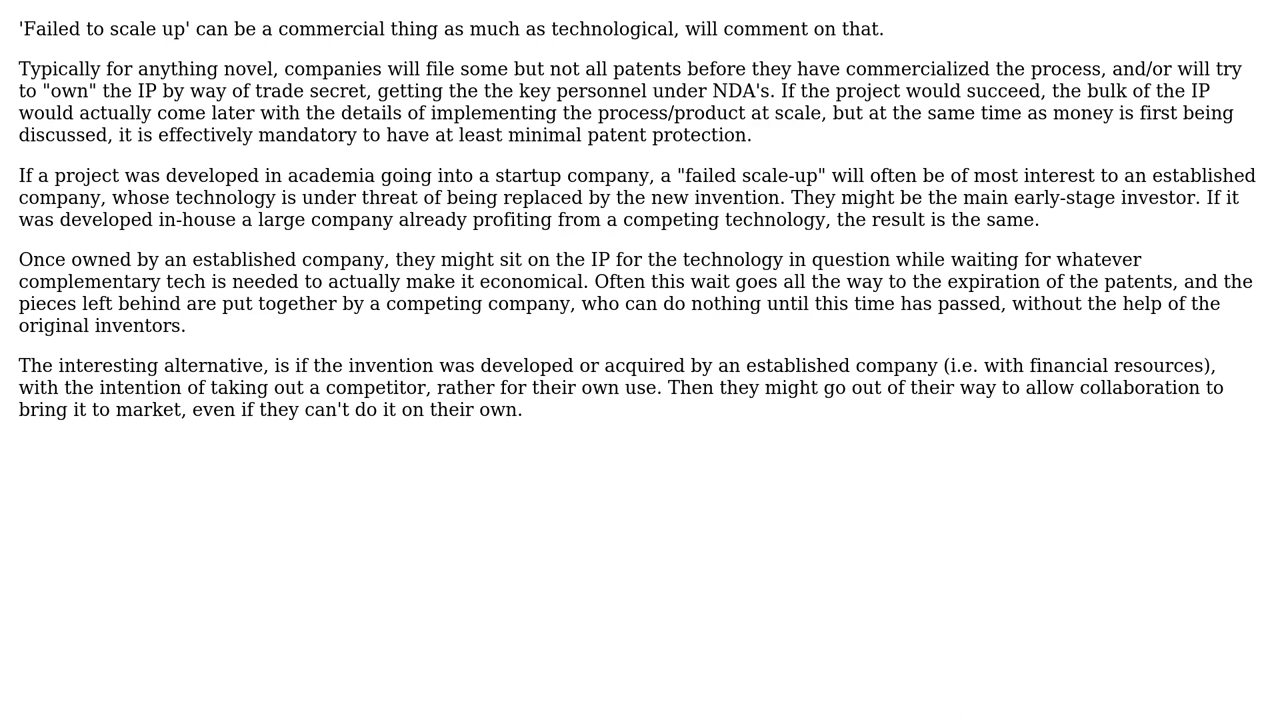 'Failed to scale up' can be a commercial thing as much as technological, will comment on that.
Typically for anything novel, companies will file some but not all patents before they have commercialized the process, and/or will try
to "own" the IP by way of trade secret, getting the the key personnel under NDA's. If the project would succeed, the bulk of the IP
would actually come later with the details of implementing the process/product at scale, but at the same time as money is first being
discussed, it is effectively mandatory to have at least minimal patent protection.
If a project was developed in academia going into a startup company, a "failed scale-up" will often be of most interest to an established
company, whose technology is under threat of being replaced by the new invention. They might be the main early-stage investor. If it
was developed in-house a large company already profiting from a competing technology, the result is the same.
Once owned by an established company, they might sit on the IP for the technology in question while waiting for whatever
complementary tech is needed to actually make it economical. Often this wait goes all the way to the expiration of the patents, and the
pieces left behind are put together by a competing company, who can do nothing until this time has passed, without the help of the
original inventors.
The interesting alternative, is if the invention was developed or acquired by an established company (i.e. with financial resources),
with the intention of taking out a competitor, rather for their own use. Then they might go out of their way to allow collaboration to
bring it to market, even if they can't do it on their own.